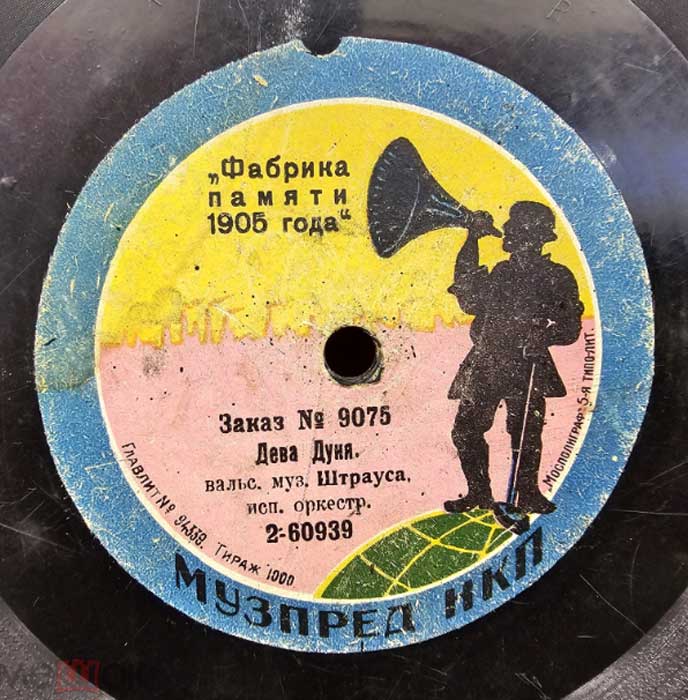 „Фабрика
памяти
1905 года“
Заказ № 9075
Дева Дуня.
вальс. муз. Штрауса,
исп. оркестр.
2-60939
Главлит № 94559. Тираж 1000
„Мосполиграф“ 5-я типо-лит.
МУЗПРЕД НКП